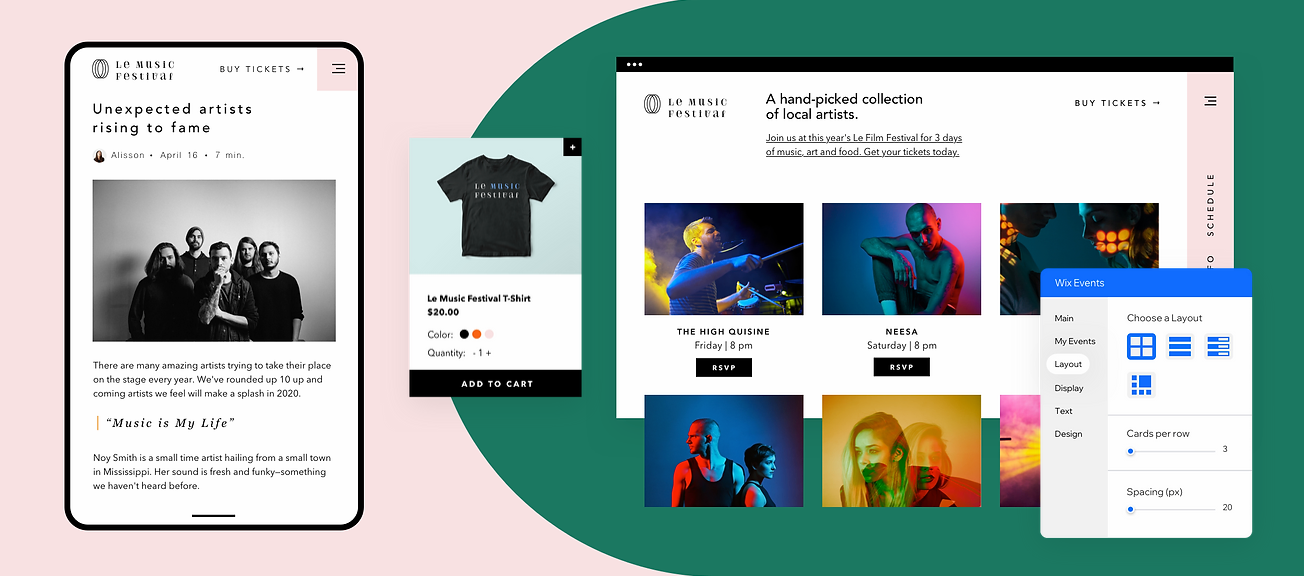 Le Music
Festival
BUY TICKETS →
Unexpected artists
rising to fame
Alisson • April 16 • 7 min.
There are many amazing artists trying to take their place
on the stage every year. We've rounded up 10 up and
coming artists we feel will make a splash in 2020.
“Music is My Life”
Noy Smith is a small time artist hailing from a small town
in Mississippi. Her sound is fresh and funky—something
we haven't heard before.
+
Le Music
Festival
Le Music Festival T-Shirt
$20.00
Color:
Quantity: - 1 +
ADD TO CART
Le Music
Festival
A hand-picked collection
of local artists.
Join us at this year's Le Film Festival for 3 days
of music, art and food. Get your tickets today.
BUY TICKETS →
SCHEDULE
THE HIGH QUISINE
Friday | 8 pm
RSVP
NEESA
Saturday | 8 pm
RSVP
Wix Events
Main
My Events
Layout
Display
Text
Design
Choose a Layout
Cards per row
3
Spacing (px)
20